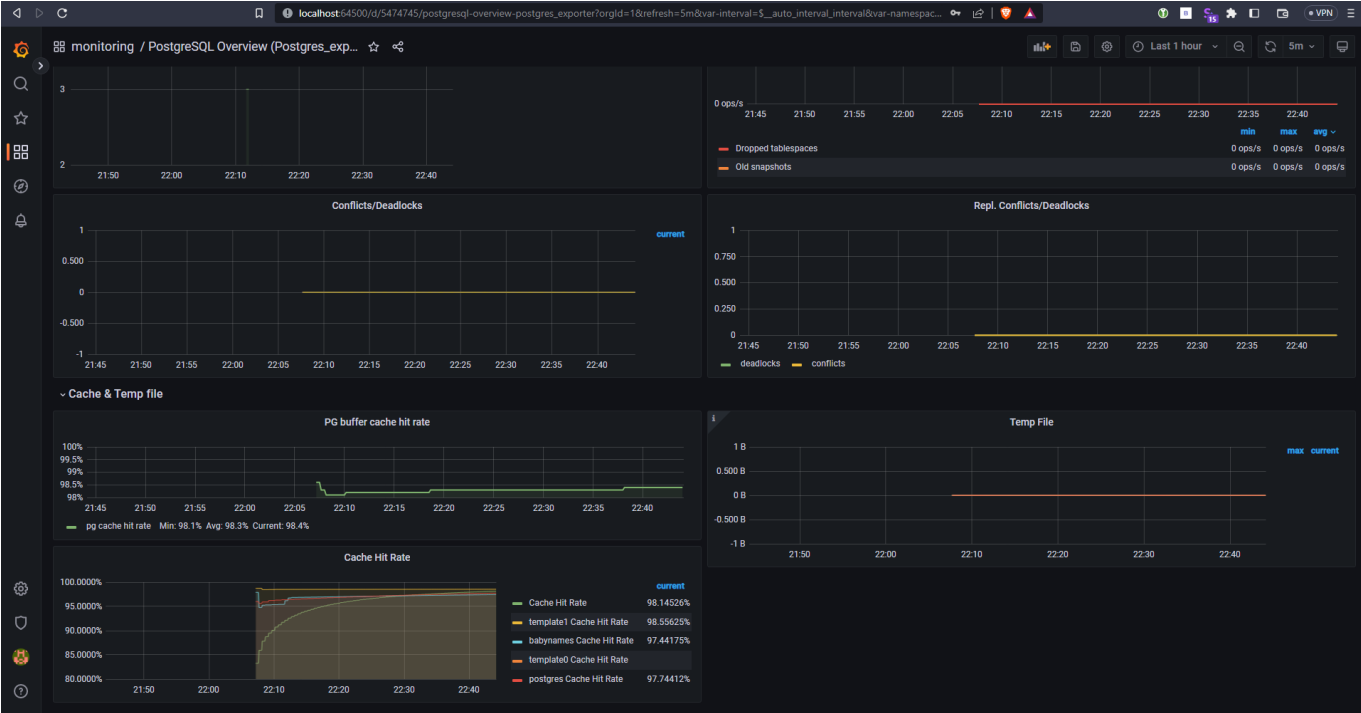 localhost:64500/d/5474745/postgresql-overview-postgres_exporter?orgId=1&refresh=5m&var-interval=$__auto_interval_interval&var-namespac...
15
VPN
monitoring / PostgreSQL Overview (Postgres_exp...
Last 1 hour
5m
3
2
21:50 22:00 22:10 22:20 22:30 22:40
0 ops/s
21:45 21:50 21:55 22:00 22:05 22:10 22:15 22:20 22:25 22:30 22:35 22:40
min max avg
Dropped tablespaces 0 ops/s 0 ops/s 0 ops/s
Old snapshots 0 ops/s 0 ops/s 0 ops/s
Conflicts/Deadlocks
current
1
0.500
0
-0.500
-1
21:45 21:50 21:55 22:00 22:05 22:10 22:15 22:20 22:25 22:30 22:35 22:40
Repl. Conflicts/Deadlocks
1
0.750
0.500
0.250
0
21:45 21:50 21:55 22:00 22:05 22:10 22:15 22:20 22:25 22:30 22:35 22:40
deadlocks conflicts
Cache & Temp file
PG buffer cache hit rate
100%
99.5%
99%
98.5%
98%
21:45 21:50 21:55 22:00 22:05 22:10 22:15 22:20 22:25 22:30 22:35 22:40
pg cache hit rate Min: 98.1% Avg: 98.3% Current: 98.4%
i
Temp File
max current
1 B
0.500 B
0 B
-0.500 B
-1 B
21:50 22:00 22:10 22:20 22:30 22:40
Cache Hit Rate
100.0000%
95.0000%
90.0000%
85.0000%
80.0000%
21:50 22:00 22:10 22:20 22:30 22:40
current
Cache Hit Rate 98.14526%
template1 Cache Hit Rate 98.55625%
babynames Cache Hit Rate 97.44175%
template0 Cache Hit Rate
postgres Cache Hit Rate 97.74412%